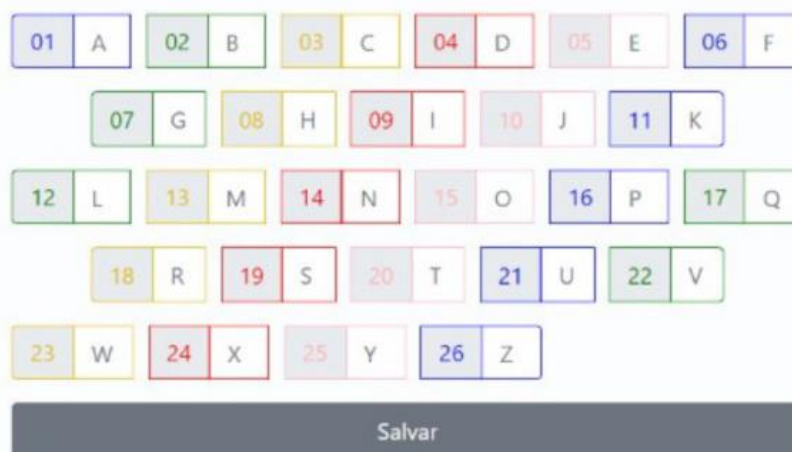 01 A 02 B 03 C 04 D 05 E 06 F
07 G 08 H 09 I 10 J 11 K
12 L 13 M 14 N 15 O 16 P 17 Q
18 R 19 S 20 T 21 U 22 V
23 W 24 X 25 Y 26 Z
Salvar